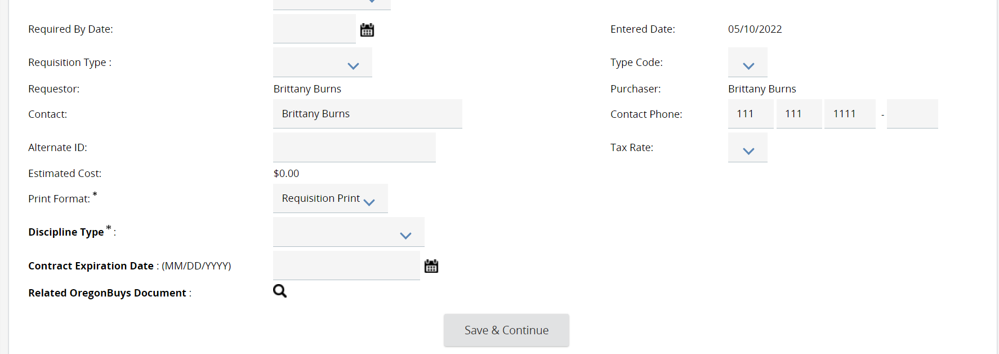 Required By Date: Entered Date: 05/10/2022
Requisition Type : Type Code:
Requestor: Brittany Burns Purchaser: Brittany Burns
Contact: Brittany Burns Contact Phone: 111 111 1111 -
Alternate ID: Tax Rate:
Estimated Cost: $0.00
Print Format: * Requisition Print
Discipline Type * :
Contract Expiration Date : (MM/DD/YYYY)
Related OregonBuys Document :
Save & Continue